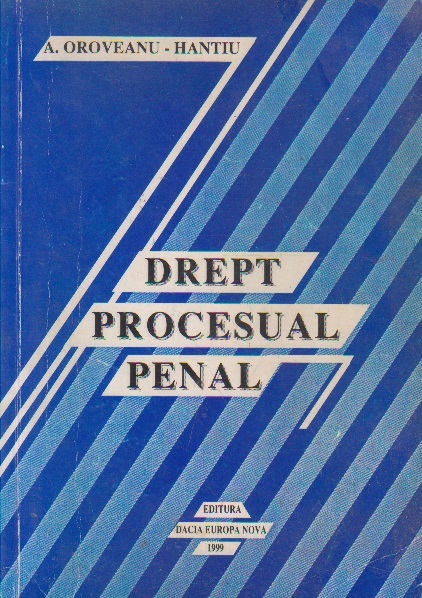 A. OROVEANU - HANTIU
DREPT
PROCESUAL
PENAL
EDITURA
DACIA EUROPA NOVA
1999